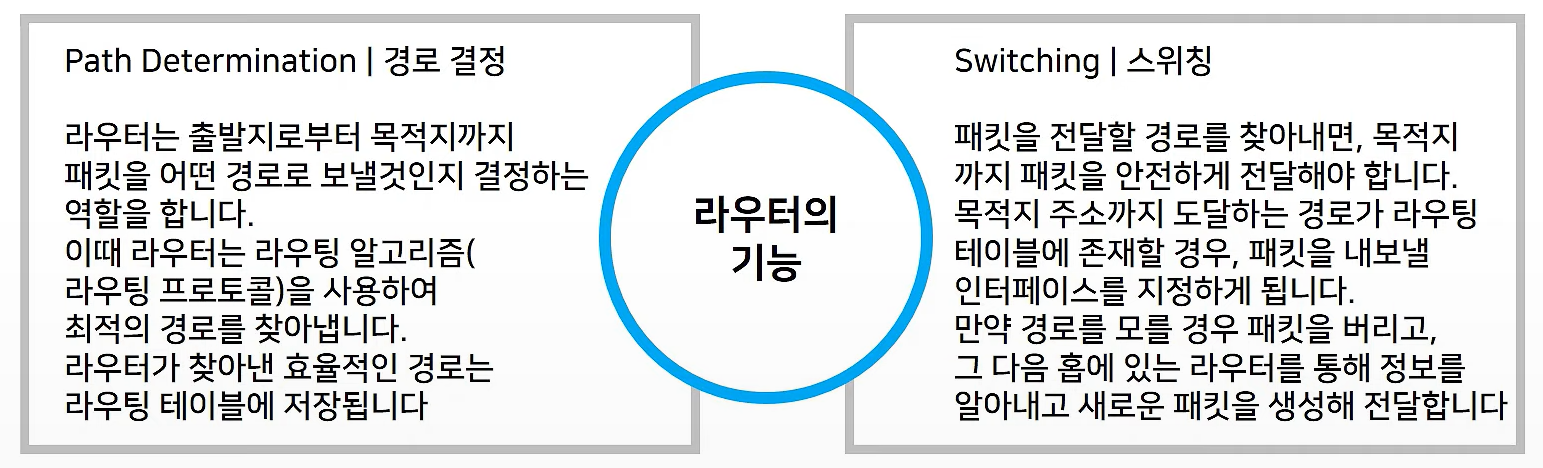 Path Determination | 경로 결정
라우터는 출발지로부터 목적지까지
패킷을 어떤 경로로 보낼것인지 결정하는
역할을 합니다.
이때 라우터는 라우팅 알고리즘(
라우팅 프로토콜)을 사용하여
최적의 경로를 찾아냅니다.
라우터가 찾아낸 효율적인 경로는
라우팅 테이블에 저장됩니다
라우터의
기능
Switching | 스위칭
패킷을 전달할 경로를 찾아내면, 목적지
까지 패킷을 안전하게 전달해야 합니다.
목적지 주소까지 도달하는 경로가 라우팅
테이블에 존재할 경우, 패킷을 내보낼
인터페이스를 지정하게 됩니다.
만약 경로를 모를 경우 패킷을 버리고,
그 다음 홉에 있는 라우터를 통해 정보를
알아내고 새로운 패킷을 생성해 전달합니다